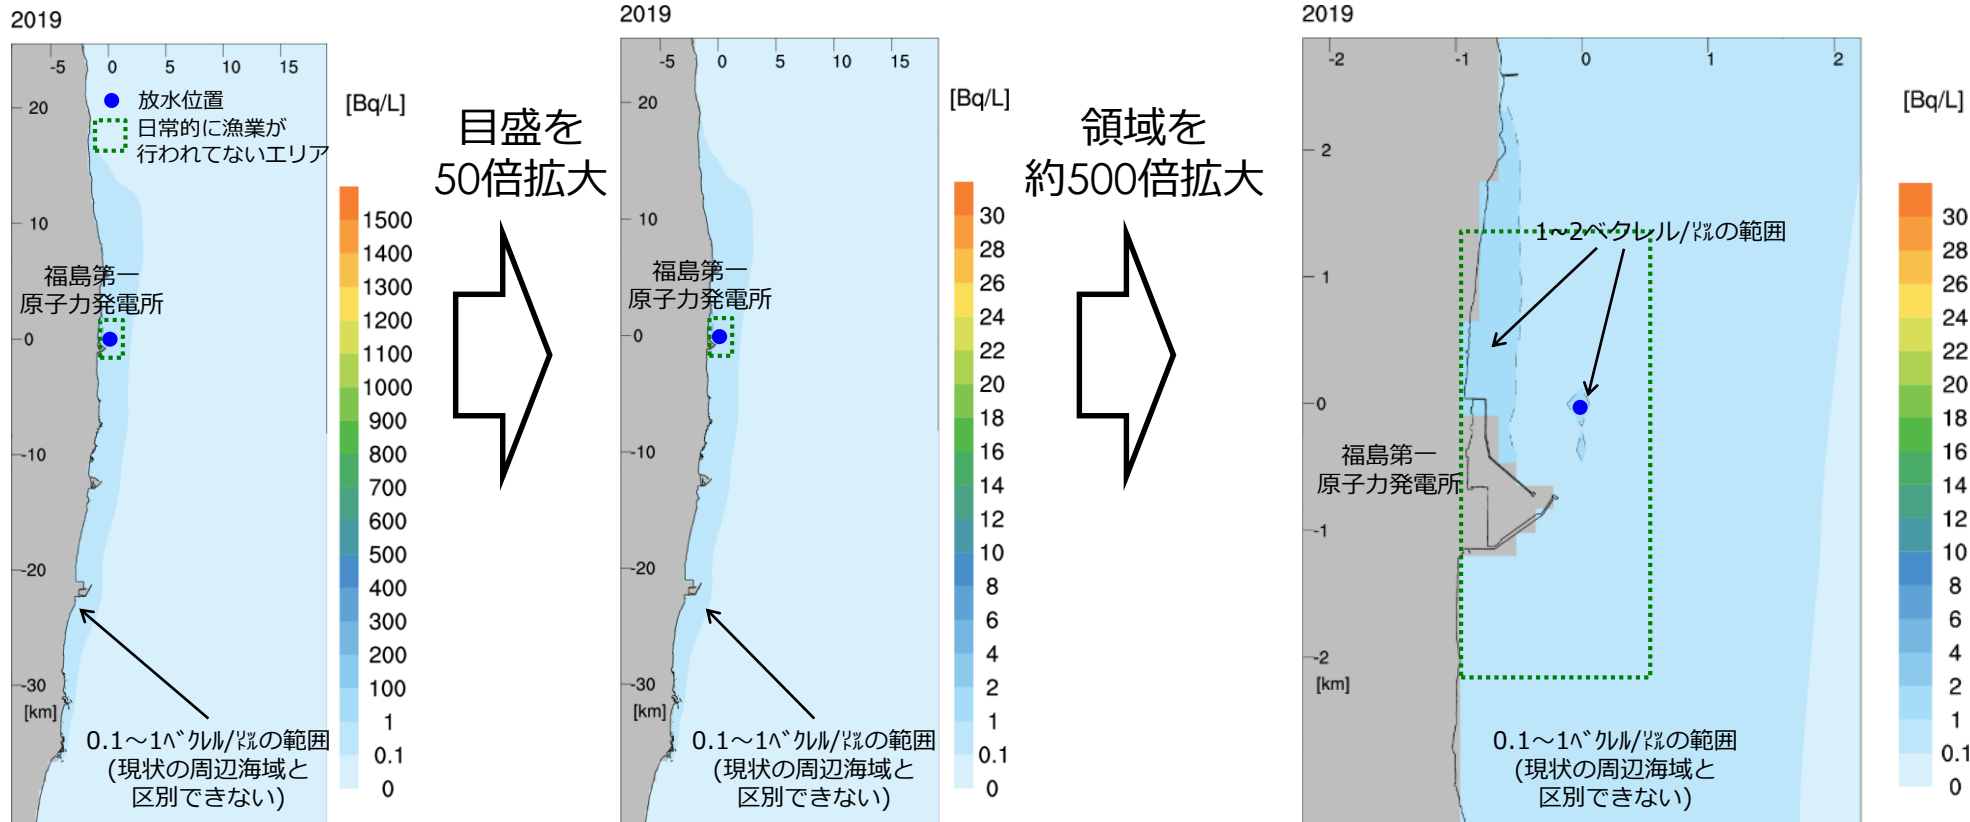 2019
-5 0 5 10 15
20
10
0
-10
-20
-30
[km]
放水位置
日常的に漁業が
行われてないエリア
福島第一
原子力発電所
0.1～1ﾍﾞｸﾚﾙ/㍑の範囲
(現状の周辺海域と
区別できない)
[Bq/L]
1500
1400
1300
1200
1100
1000
900
800
700
600
500
400
300
200
100
1
0.1
0
目盛を
50倍拡大
2019
-5 0 5 10 15
20
10
0
-10
-20
-30
[km]
福島第一
原子力発電所
0.1～1ﾍﾞｸﾚﾙ/㍑の範囲
(現状の周辺海域と
区別できない)
[Bq/L]
30
28
26
24
22
20
18
16
14
12
10
8
6
4
2
1
0.1
0
領域を
約500倍拡大
2019
-2 -1 0 1 2
2
1
0
-1
-2
[km]
1~2ベクレル/㍑の範囲
福島第一
原子力発電所
0.1～1ﾍﾞｸﾚﾙ/㍑の範囲
(現状の周辺海域と
区別できない)
[Bq/L]
30
28
26
24
22
20
18
16
14
12
10
8
6
4
2
1
0.1
0